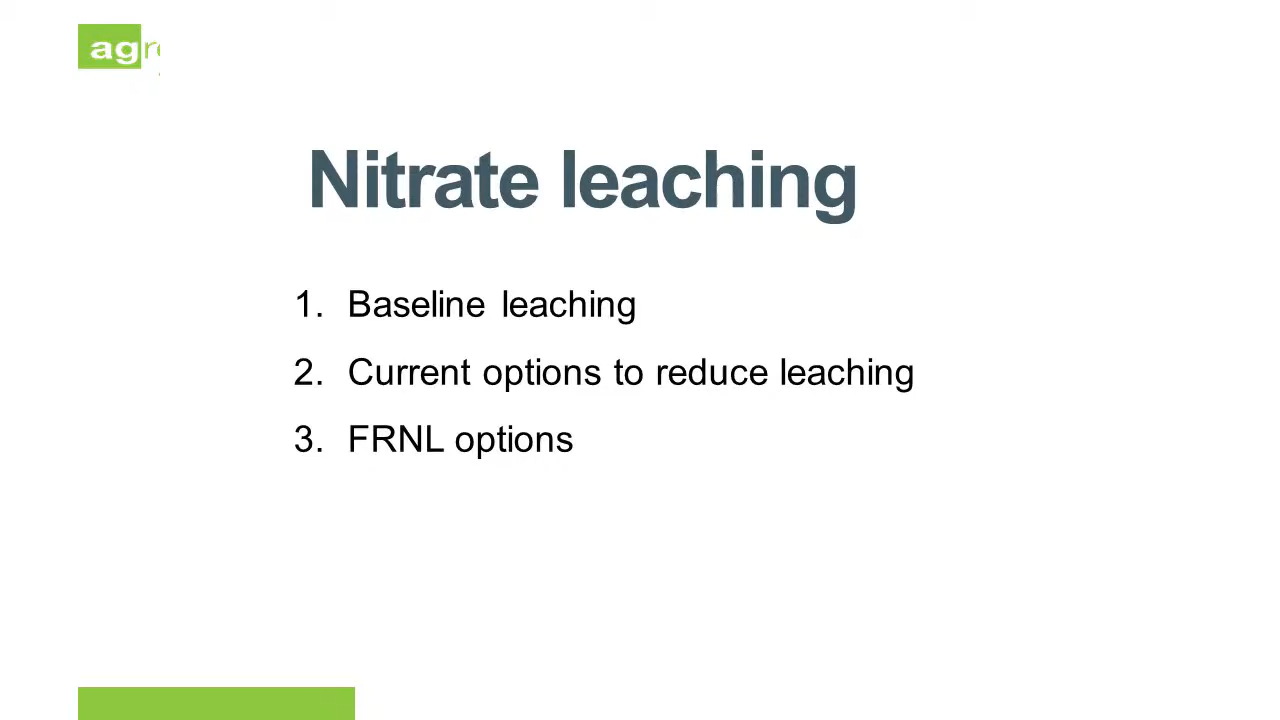 Nitrate leaching
1. Baseline leaching
2. Current options to reduce leaching
3. FRNL options